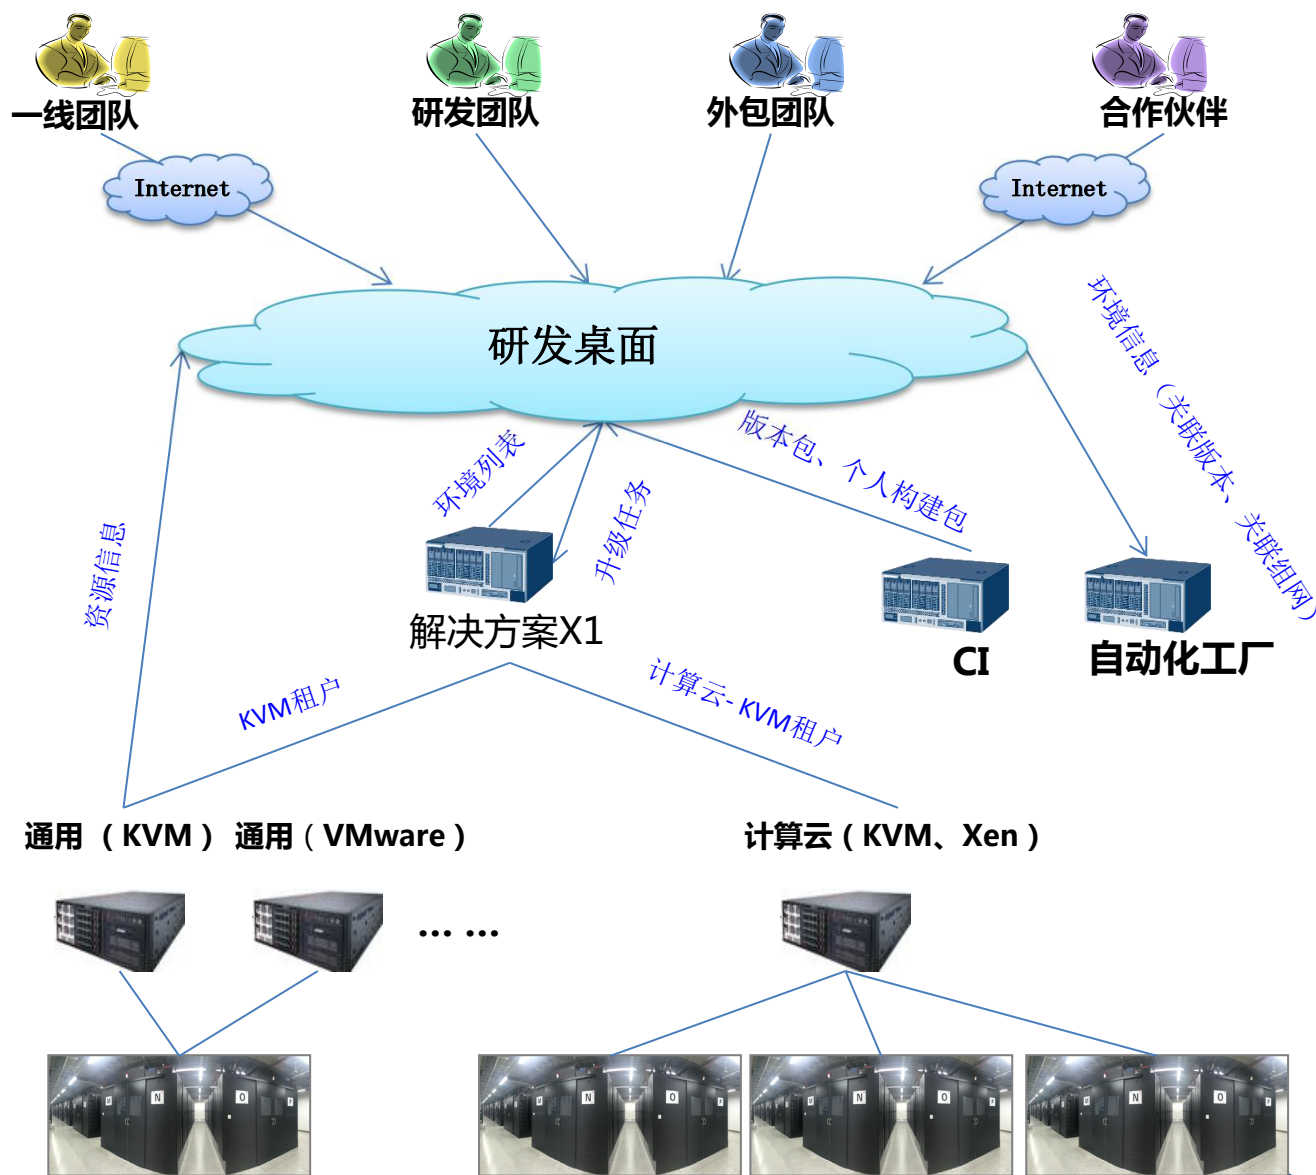 一线团队
研发团队
外包团队
合作伙伴
Internet
Internet
研发桌面
环境信息（关联版本、关联组网）
版本包、个人构建包
环境列表
升级任务
资源信息
解决方案X1
CI
自动化工厂
KVM租户
计算云- KVM租户
通用 （KVM）
通用（VMware）
计算云（KVM、Xen）
... ...
M N O P
M N O P
M N O P
M N O P